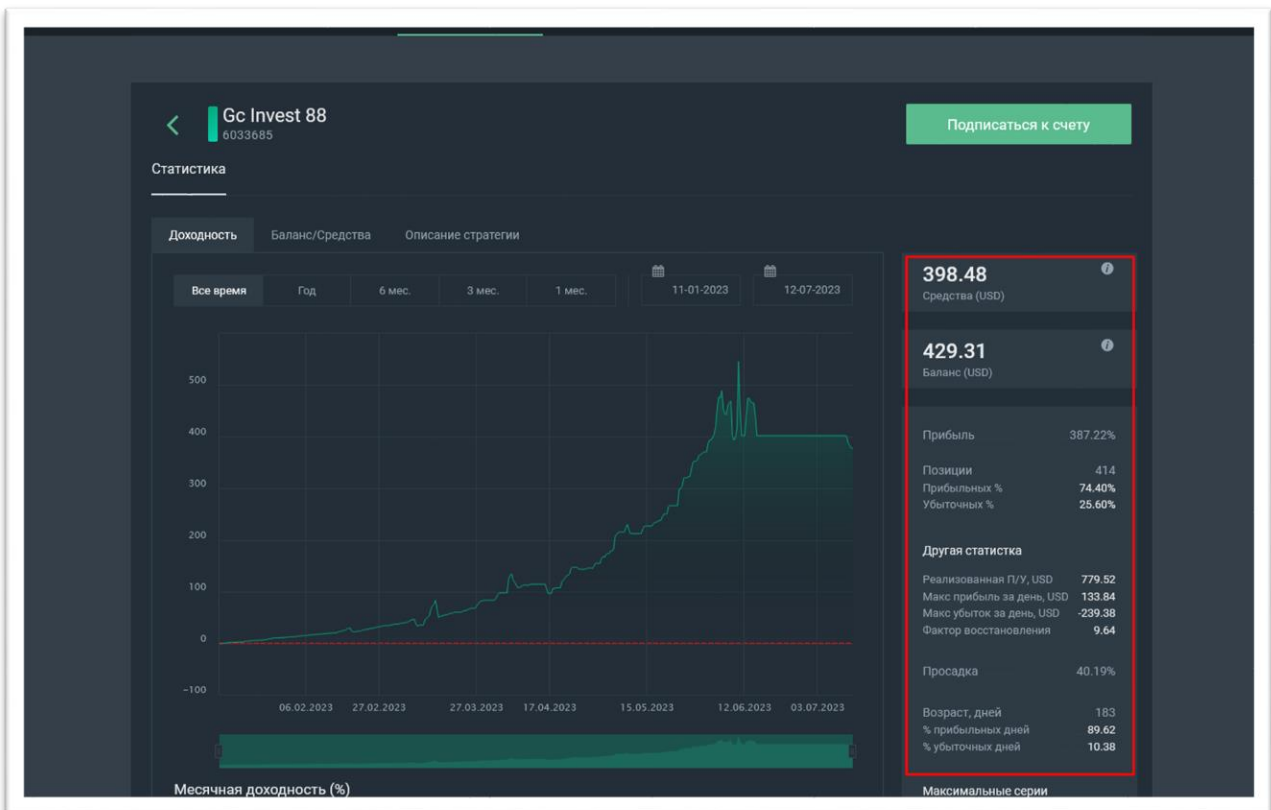 Gc Invest 88
6033685
Подписаться к счету
Статистика
Доходность Баланс/Средства Описание стратегии
Все время Год 6 мес. 3 мес. 1 мес. 11-01-2023 12-07-2023
500
400
300
200
100
0
-100
06.02.2023 27.02.2023 27.03.2023 17.04.2023 15.05.2023 12.06.2023 03.07.2023
Месячная доходность (%)
398.48
Средства (USD)
429.31
Баланс (USD)
Прибыль 387.22%
Позиции 414
Прибыльных % 74.40%
Убыточных % 25.60%
Другая статистка
Реализованная П/У, USD 779.52
Макс прибыль за день, USD 133.84
Макс убыток за день, USD -239.38
Фактор восстановления 9.64
Просадка 40.19%
Возраст, дней 183
% прибыльных дней 89.62
% убыточных дней 10.38
Максимальные серии